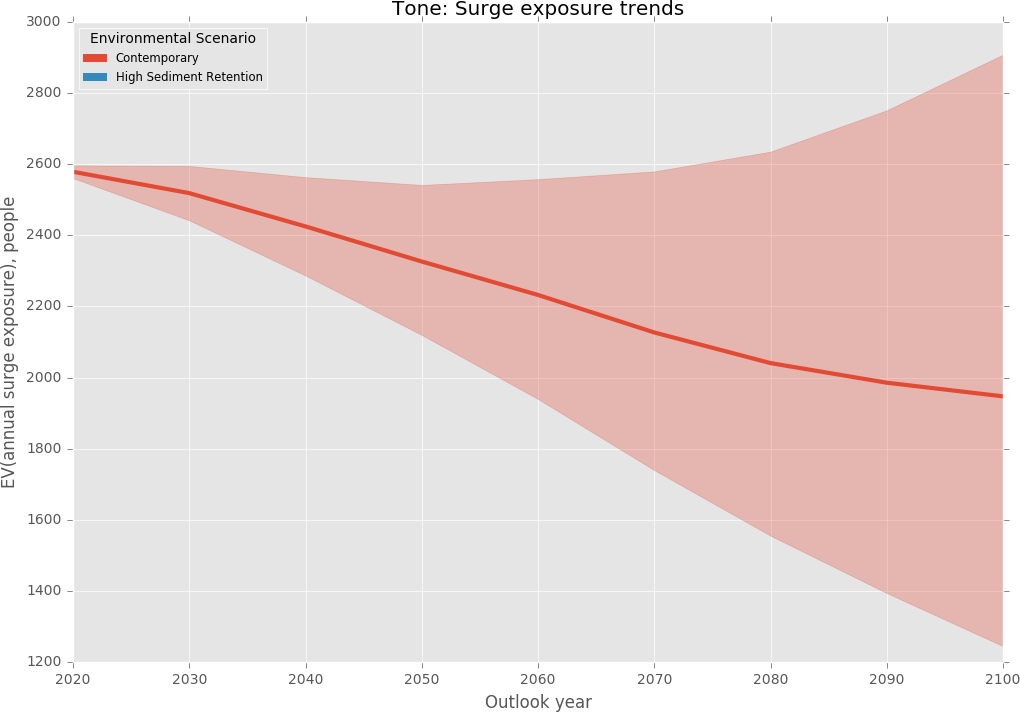 Tone: Surge exposure trends
3000
2800
2600
2400
2200
2000
1800
1600
1400
1200
EV(annual surge exposure), people
Environmental Scenario
Contemporary
High Sediment Retention
2020 2030 2040 2050 2060 2070 2080 2090 2100
Outlook year